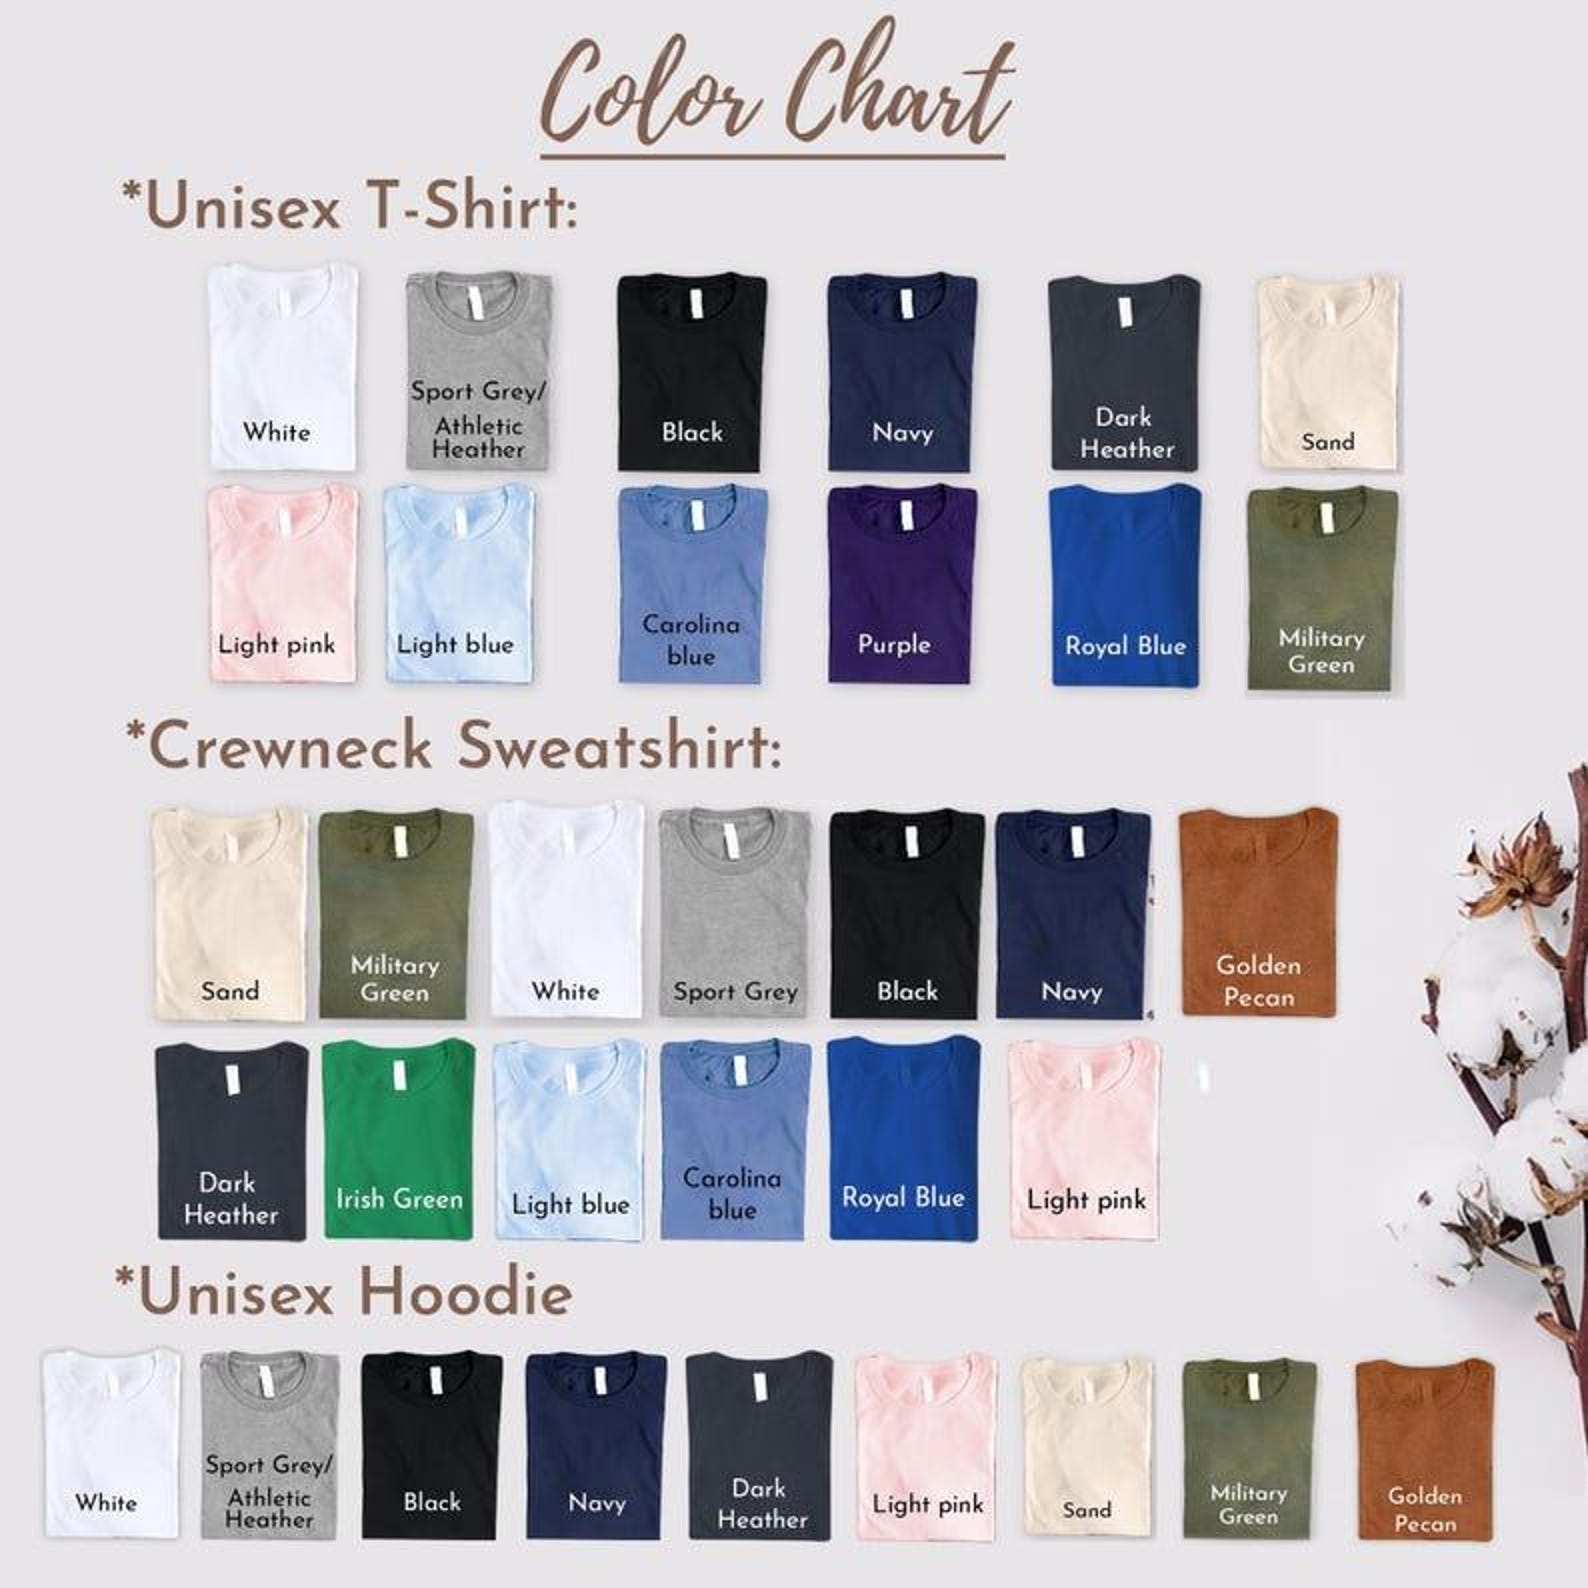 Color Chart
*Unisex T-Shirt:
White
Sport Grey/
Athletic
Heather
Black
Navy
Dark
Heather
Sand
Light pink
Light blue
Carolina
blue
Purple
Royal Blue
Military
Green
*Crewneck Sweatshirt:
Sand
Military
Green
White
Sport Grey
Black
Navy
Golden
Pecan
Dark
Heather
Irish Green
Light blue
Carolina
blue
Royal Blue
Light pink
*Unisex Hoodie
White
Sport Grey/
Athletic
Heather
Black
Navy
Dark
Heather
Light pink
Sand
Military
Green
Golden
Pecan